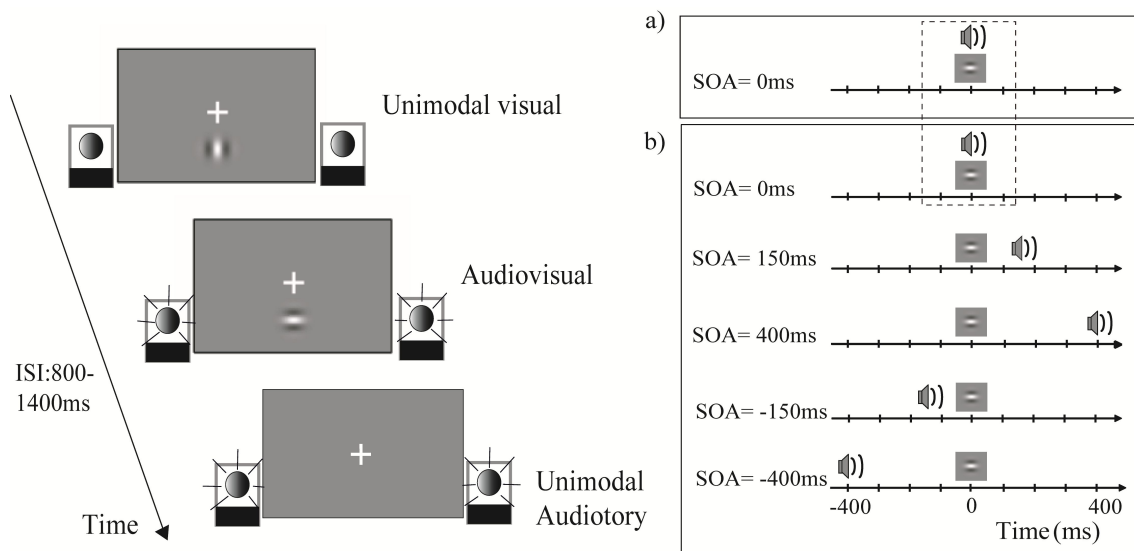 Unimodal visual
Audiovisual
ISI:800-
1400ms
Unimodal
Audiotory
Time
a)
SOA= 0ms
b)
SOA= 0ms
SOA= 150ms
SOA= 400ms
SOA= -150ms
SOA= -400ms
-400
0
400
Time (ms)